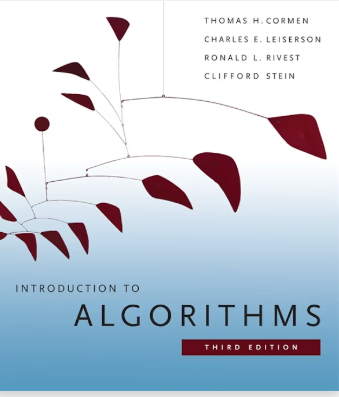 THOMAS H. CORMEN
CHARLES E. LEISERSON
RONALD L. RIVEST
CLIFFORD STEIN
INTRODUCTION TO
ALGORITHMS
THIRD EDITION